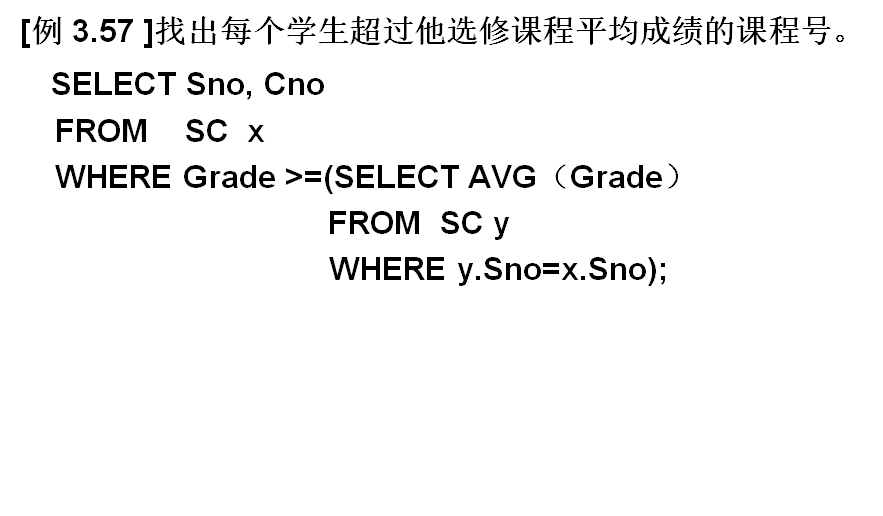 [例 3.57 ]找出每个学生超过他选修课程平均成绩的课程号。
SELECT Sno, Cno
FROM SC x
WHERE Grade >=(SELECT AVG（Grade）
FROM SC y
WHERE y.Sno=x.Sno);